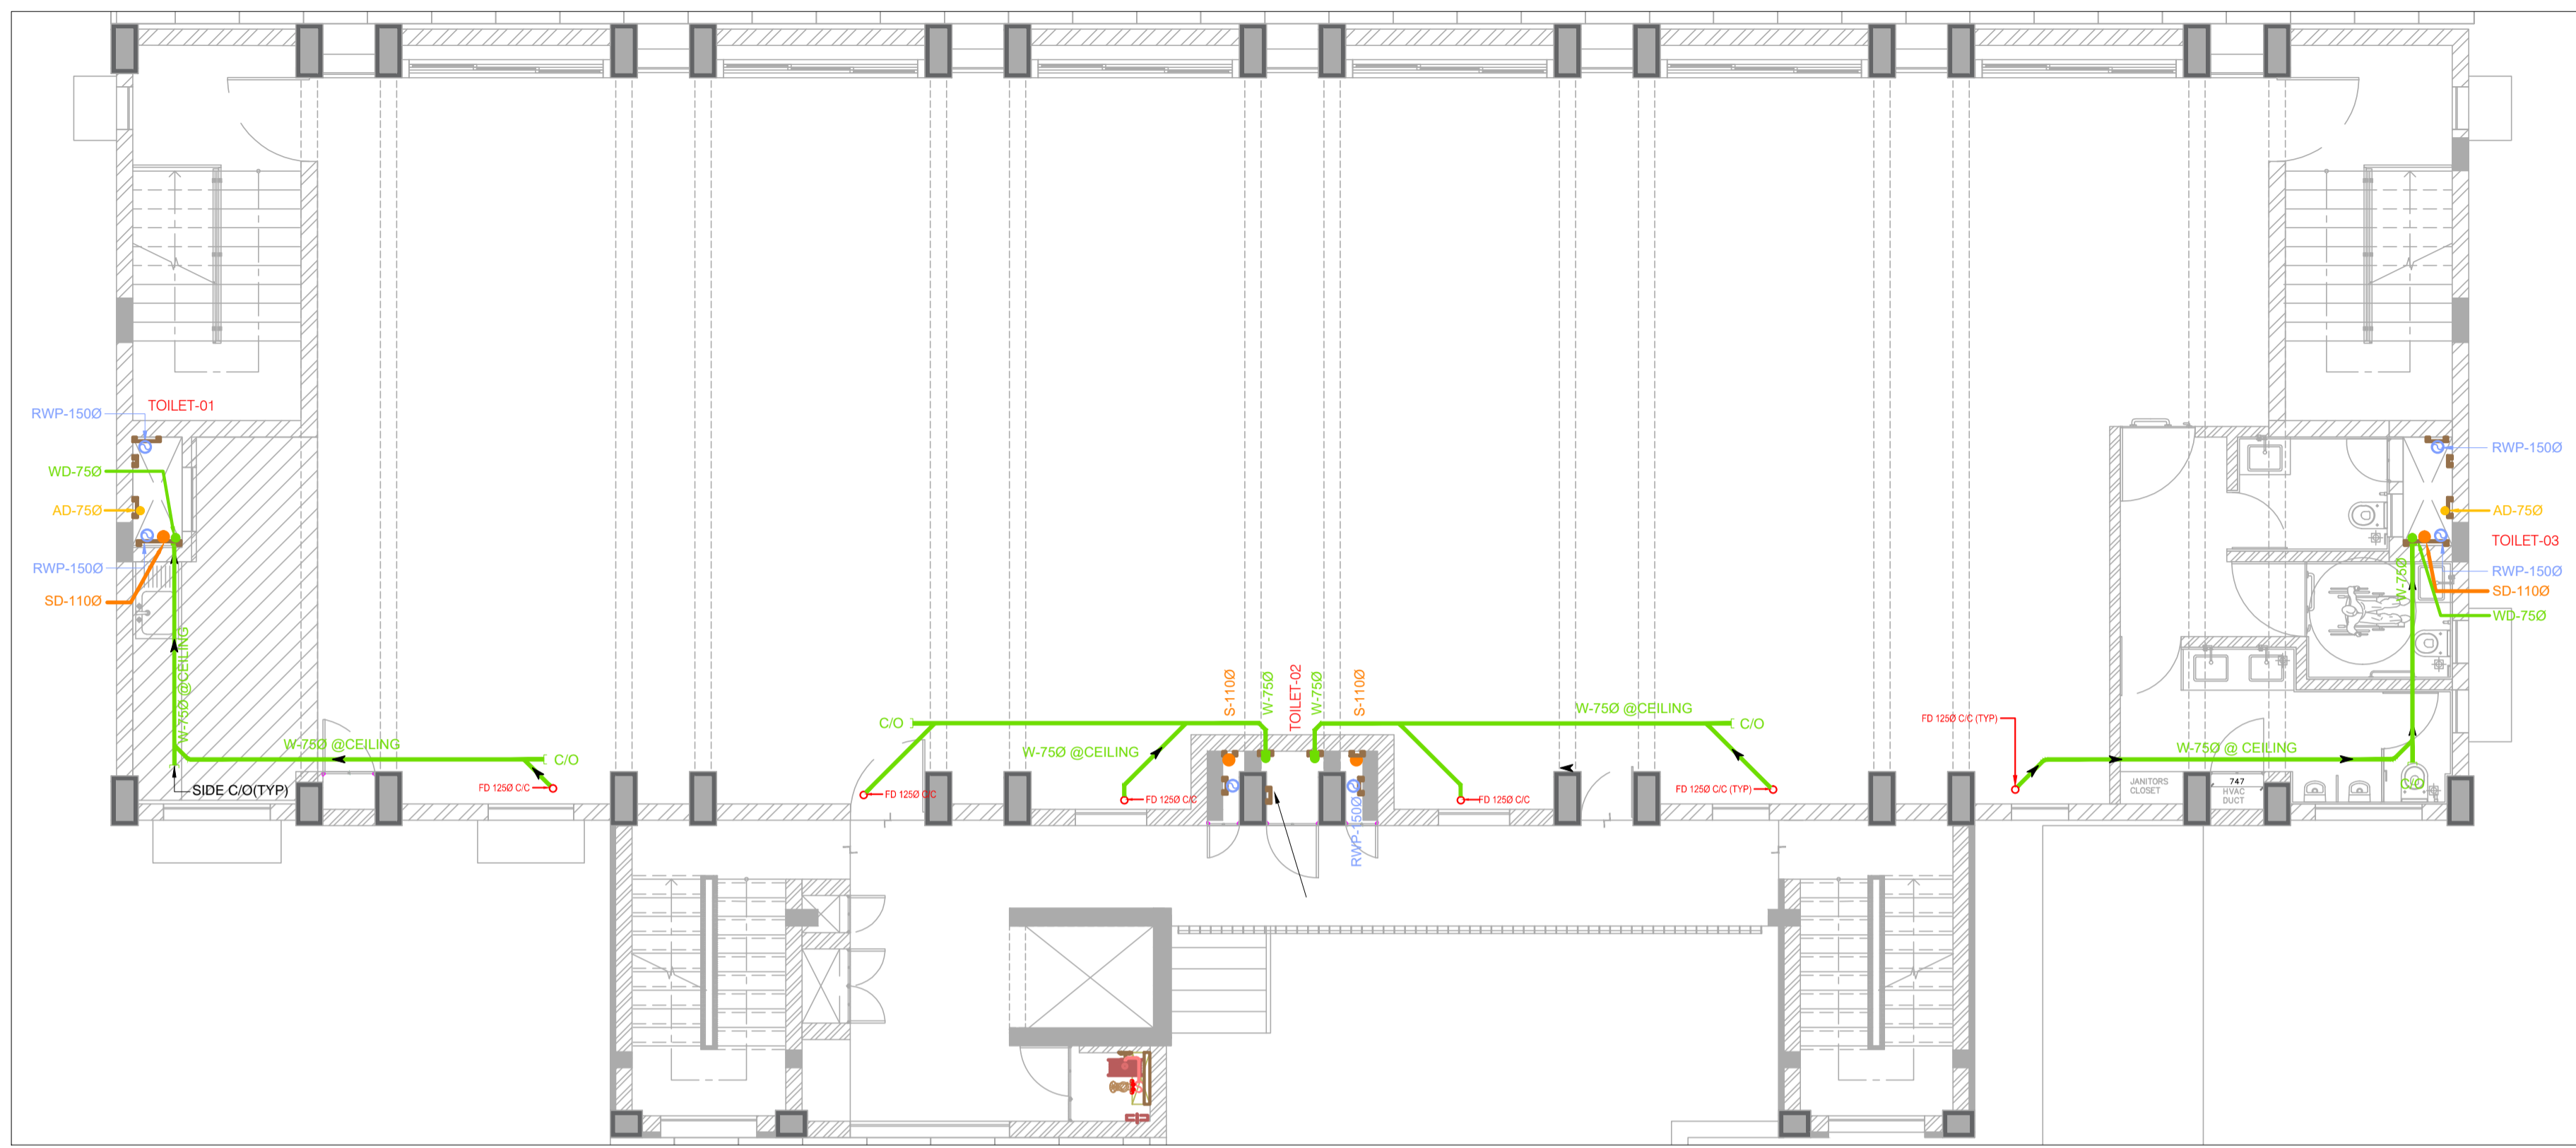 TOILET-01
RWP-150Ø
WD-75Ø
AD-75Ø
RWP-150Ø
SD-110Ø
W-75Ø @CEILING
SIDE C/O(TYP)
W-75Ø @CEILING
C/O
FD 125Ø C/C
C/O
FD 125Ø C/C
W-75Ø @CEILING
FD 125Ø C/C
S-110Ø
W-75Ø
TOILET-02
W-75Ø
S-110Ø
RWP-150Ø
FD 125Ø C/C
W-75Ø @CEILING
C/O
FD 125Ø C/C (TYP)
FD 125Ø C/C (TYP)
W-75Ø @ CEILING
JANITORS
CLOSET
747
HVAC
DUCT
C/O
W-75Ø
RWP-150Ø
AD-75Ø
TOILET-03
RWP-150Ø
SD-110Ø
WD-75Ø